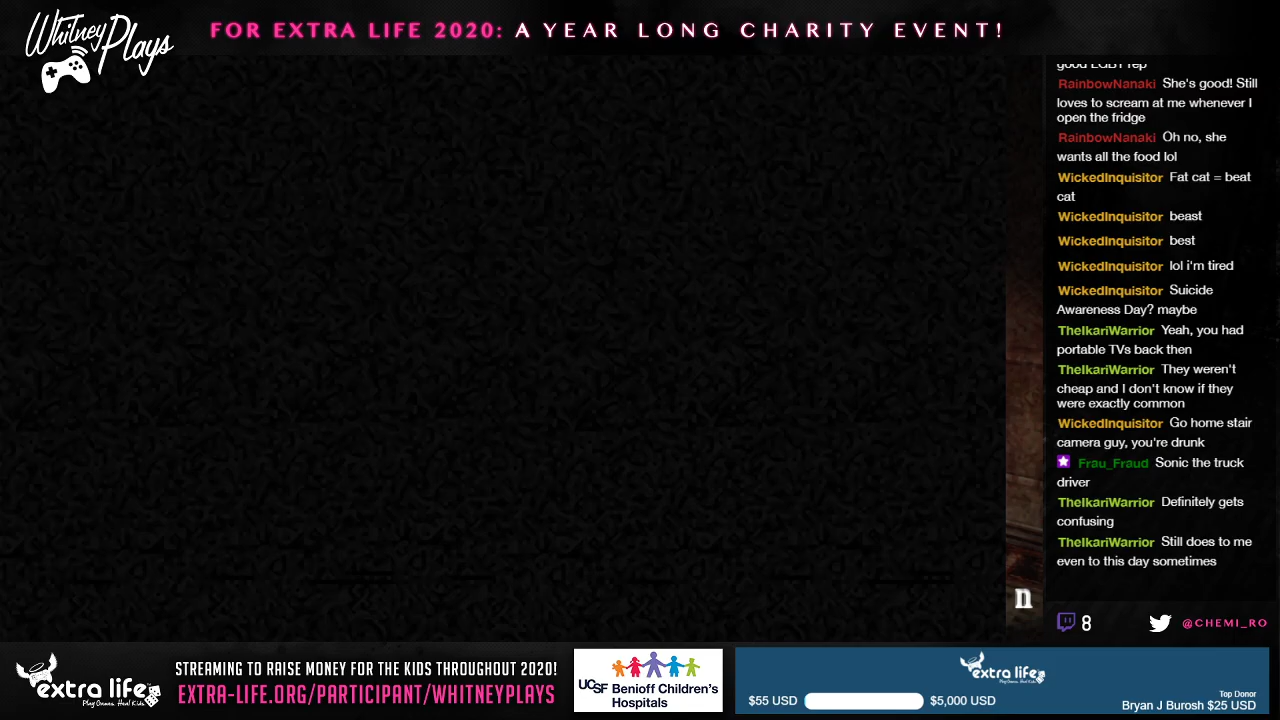 Whitney Plays
FOR EXTRA LIFE 2020: A YEAR LONG CHARITY EVENT!
good LGBT rep
RainbowNanaki She's good! Still
loves to scream at me whenever I
open the fridge
RainbowNanaki Oh no, she
wants all the food lol
WickedInquisitor Fat cat = beat
cat
WickedInquisitor beast
WickedInquisitor best
WickedInquisitor lol i'm tired
WickedInquisitor Suicide
Awareness Day? maybe
TheIkariWarrior Yeah, you had
portable TVs back then
TheIkariWarrior They weren't
cheap and I don't know if they
were exactly common
WickedInquisitor Go home stair
camera guy, you're drunk
Frau_Fraud Sonic the truck
driver
TheIkariWarrior Definitely gets
confusing
TheIkariWarrior Still does to me
even to this day sometimes
n
8
@CHEMI_RO
extra life
Play Games. Heal Kids.
STREAMING TO RAISE MONEY FOR THE KIDS THROUGHOUT 2020!
EXTRA-LIFE.ORG/PARTICIPANT/WHITNEYPLAYS
UCSF Benioff Children's
Hospitals
extra life
Play Games. Heal Kids.
$55 USD
$5,000 USD
Top Donor
Bryan J Burosh $25 USD